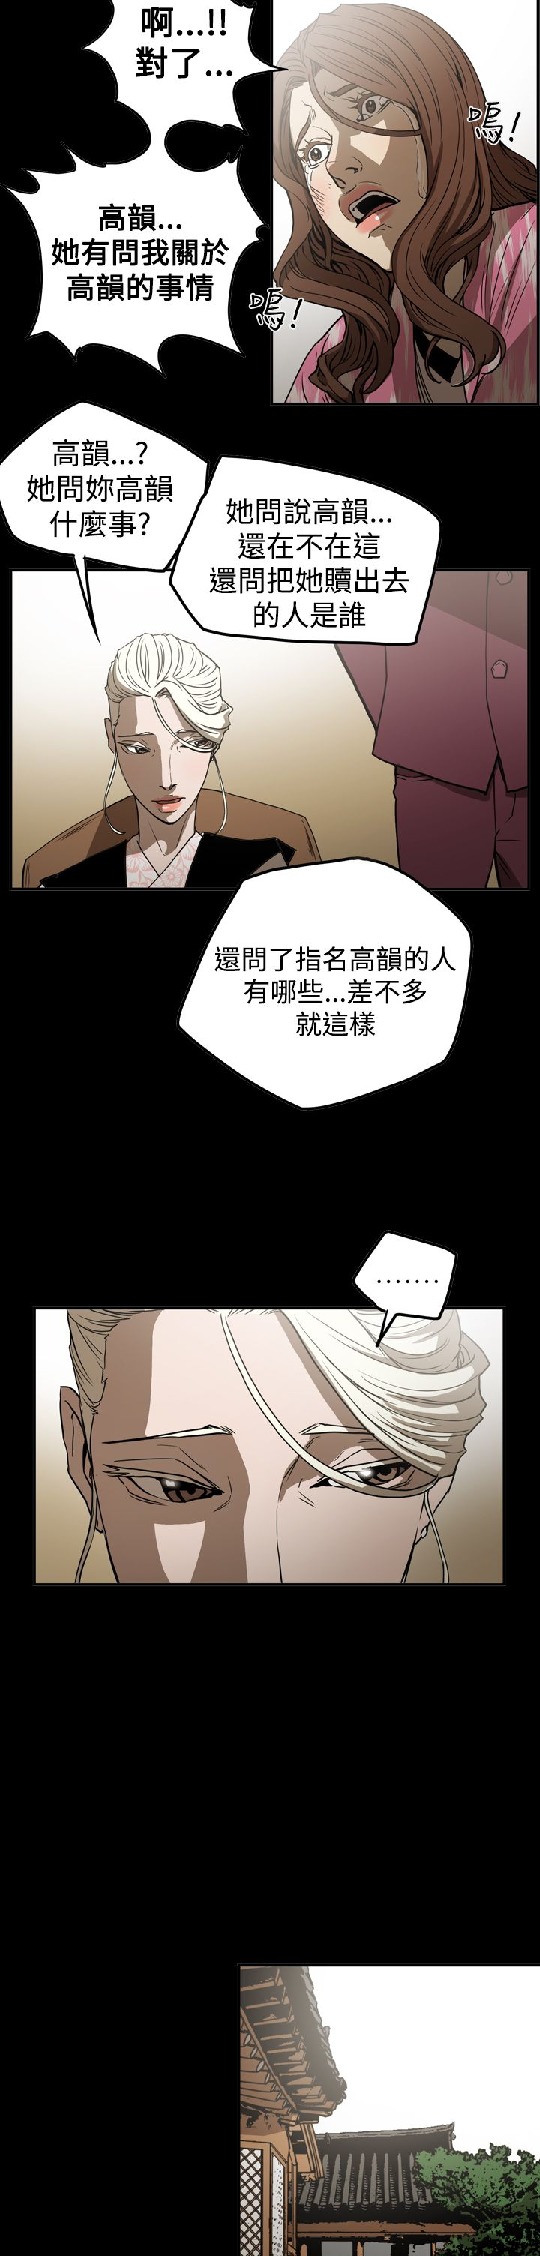 啊...!!
對了...
嗚!
高韻...
她有問我關於
高韻的事情
嗚!
高韻...?
她問妳高韻
什麼事?
她問說高韻...
還在不在這
還問把她贖出去
的人是誰
還問了指名高韻的人
有哪些...差不多
就這樣
.......